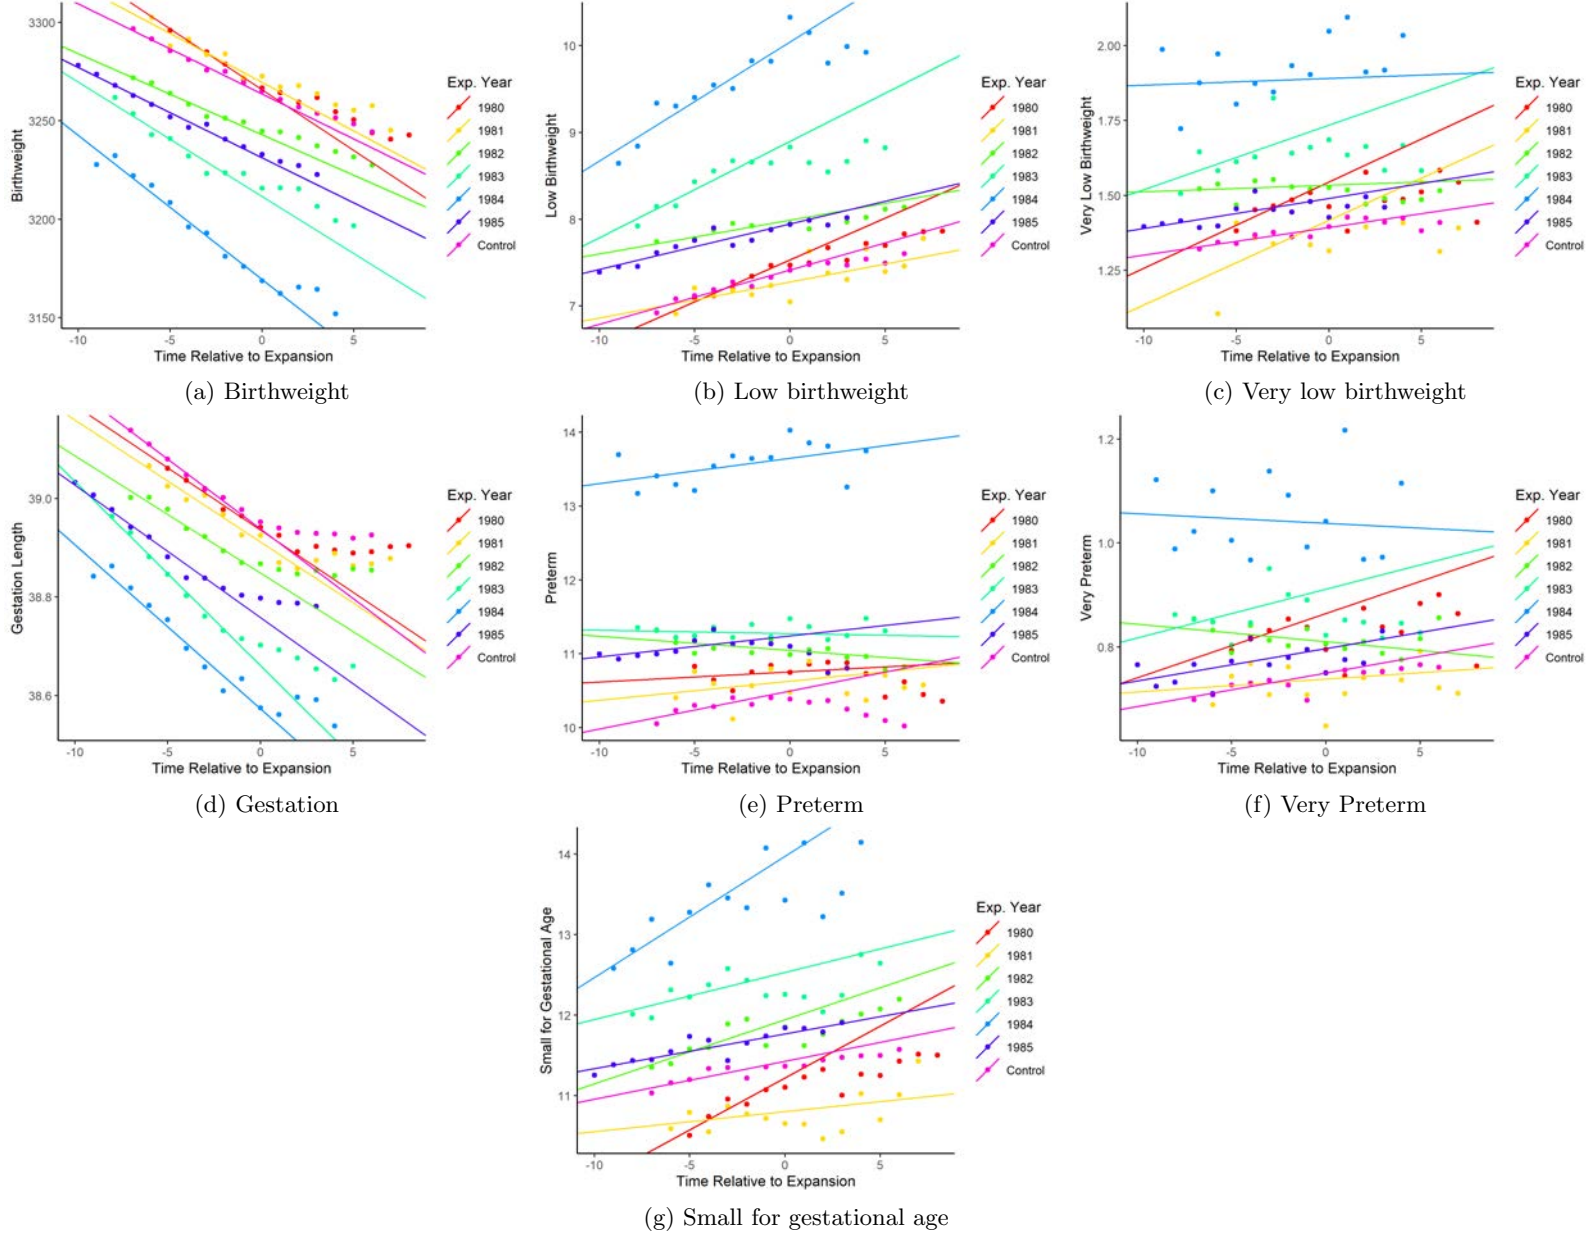 Birthweight
3300
3250
3200
3150
-10 -5 0 5
Time Relative to Expansion
Exp. Year
1980
1981
1982
1983
1984
1985
Control
(a) Birthweight
Low Birthweight
10
9
8
7
-10 -5 0 5
Time Relative to Expansion
Exp. Year
1980
1981
1982
1983
1984
1985
Control
(b) Low birthweight
Very Low Birthweight
2.00
1.75
1.50
1.25
-10 -5 0 5
Time Relative to Expansion
Exp. Year
1980
1981
1982
1983
1984
1985
Control
(c) Very low birthweight
Gestation Length
39.0
38.8
38.6
-10 -5 0 5
Time Relative to Expansion
Exp. Year
1980
1981
1982
1983
1984
1985
Control
(d) Gestation
Preterm
14
13
12
11
10
-10 -5 0 5
Time Relative to Expansion
Exp. Year
1980
1981
1982
1983
1984
1985
Control
(e) Preterm
Very Preterm
1.2
1.0
0.8
-10 -5 0 5
Time Relative to Expansion
Exp. Year
1980
1981
1982
1983
1984
1985
Control
(f) Very Preterm
Small for Gestational Age
14
13
12
11
-10 -5 0 5
Time Relative to Expansion
Exp. Year
1980
1981
1982
1983
1984
1985
Control
(g) Small for gestational age